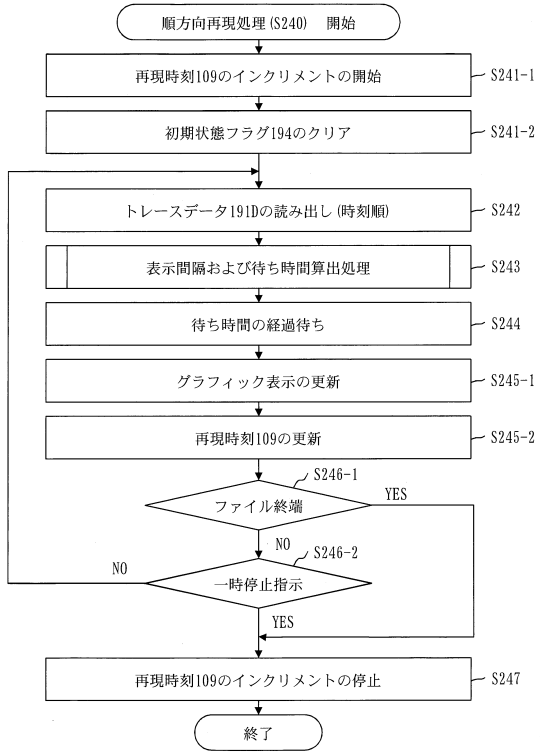 順方向再現処理(S240) 開始
再現時刻109のインクリメントの開始
S241-1
初期状態フラグ194のクリア
S241-2
トレースデータ191Dの読み出し(時刻順)
S242
表示間隔および待ち時間算出処理
S243
待ち時間の経過待ち
S244
グラフィック表示の更新
S245-1
再現時刻109の更新
S245-2
S246-1
ファイル終端
YES
NO
S246-2
一時停止指示
NO
YES
再現時刻109のインクリメントの停止
S247
終了